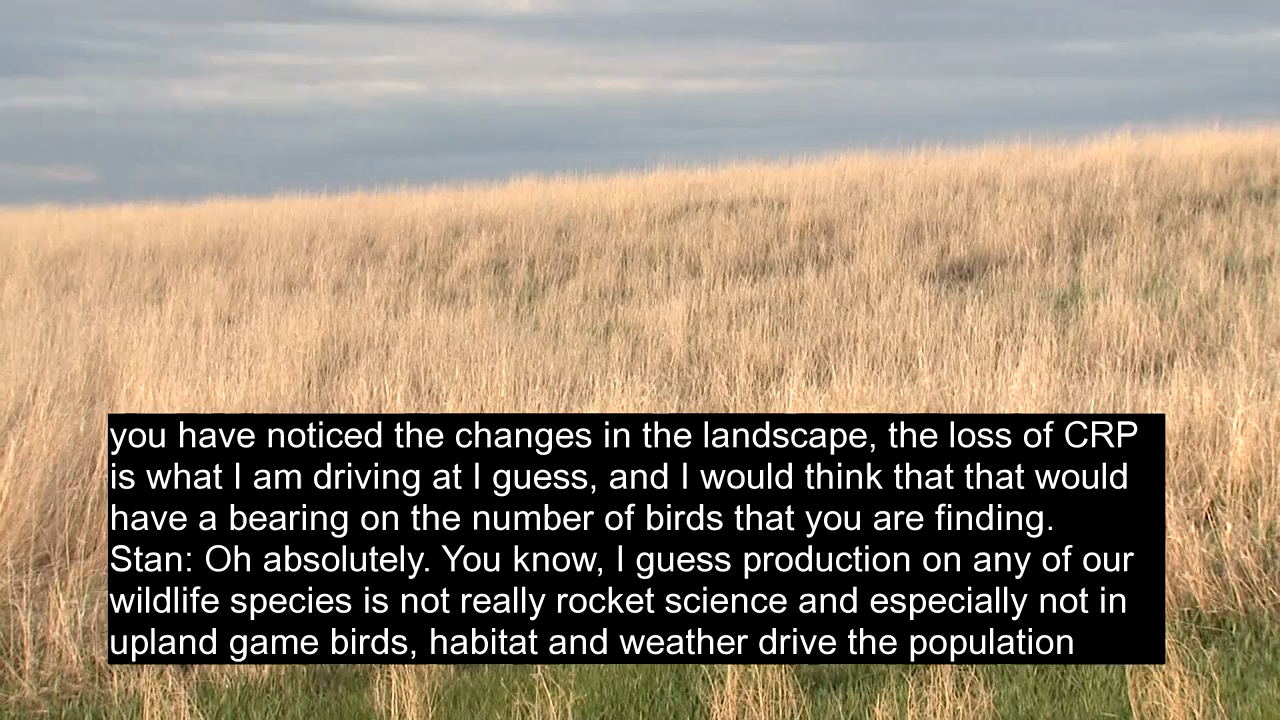 you have noticed the changes in the landscape, the loss of CRP
is what I am driving at I guess, and I would think that that would
have a bearing on the number of birds that you are finding.
Stan: Oh absolutely. You know, I guess production on any of our
wildlife species is not really rocket science and especially not in
upland game birds, habitat and weather drive the population